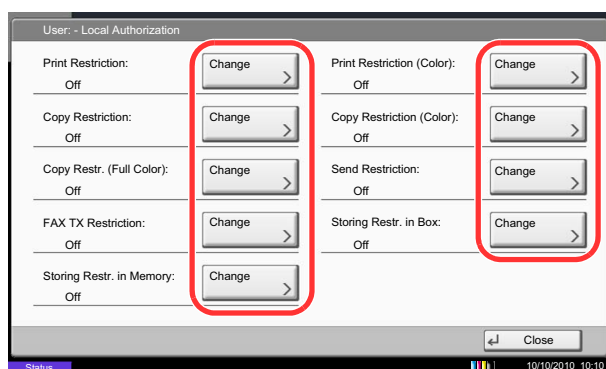 User: - Local Authorization
Print Restriction:
Off
Change
Print Restriction (Color):
Off
Change
Copy Restriction:
Off
Change
Copy Restriction (Color):
Off
Change
Copy Restr. (Full Color):
Off
Change
Send Restriction:
Off
Change
FAX TX Restriction:
Off
Change
Storing Restr. in Box:
Off
Change
Storing Restr. in Memory:
Off
Change
Close
Status
10/10/2010 10:10